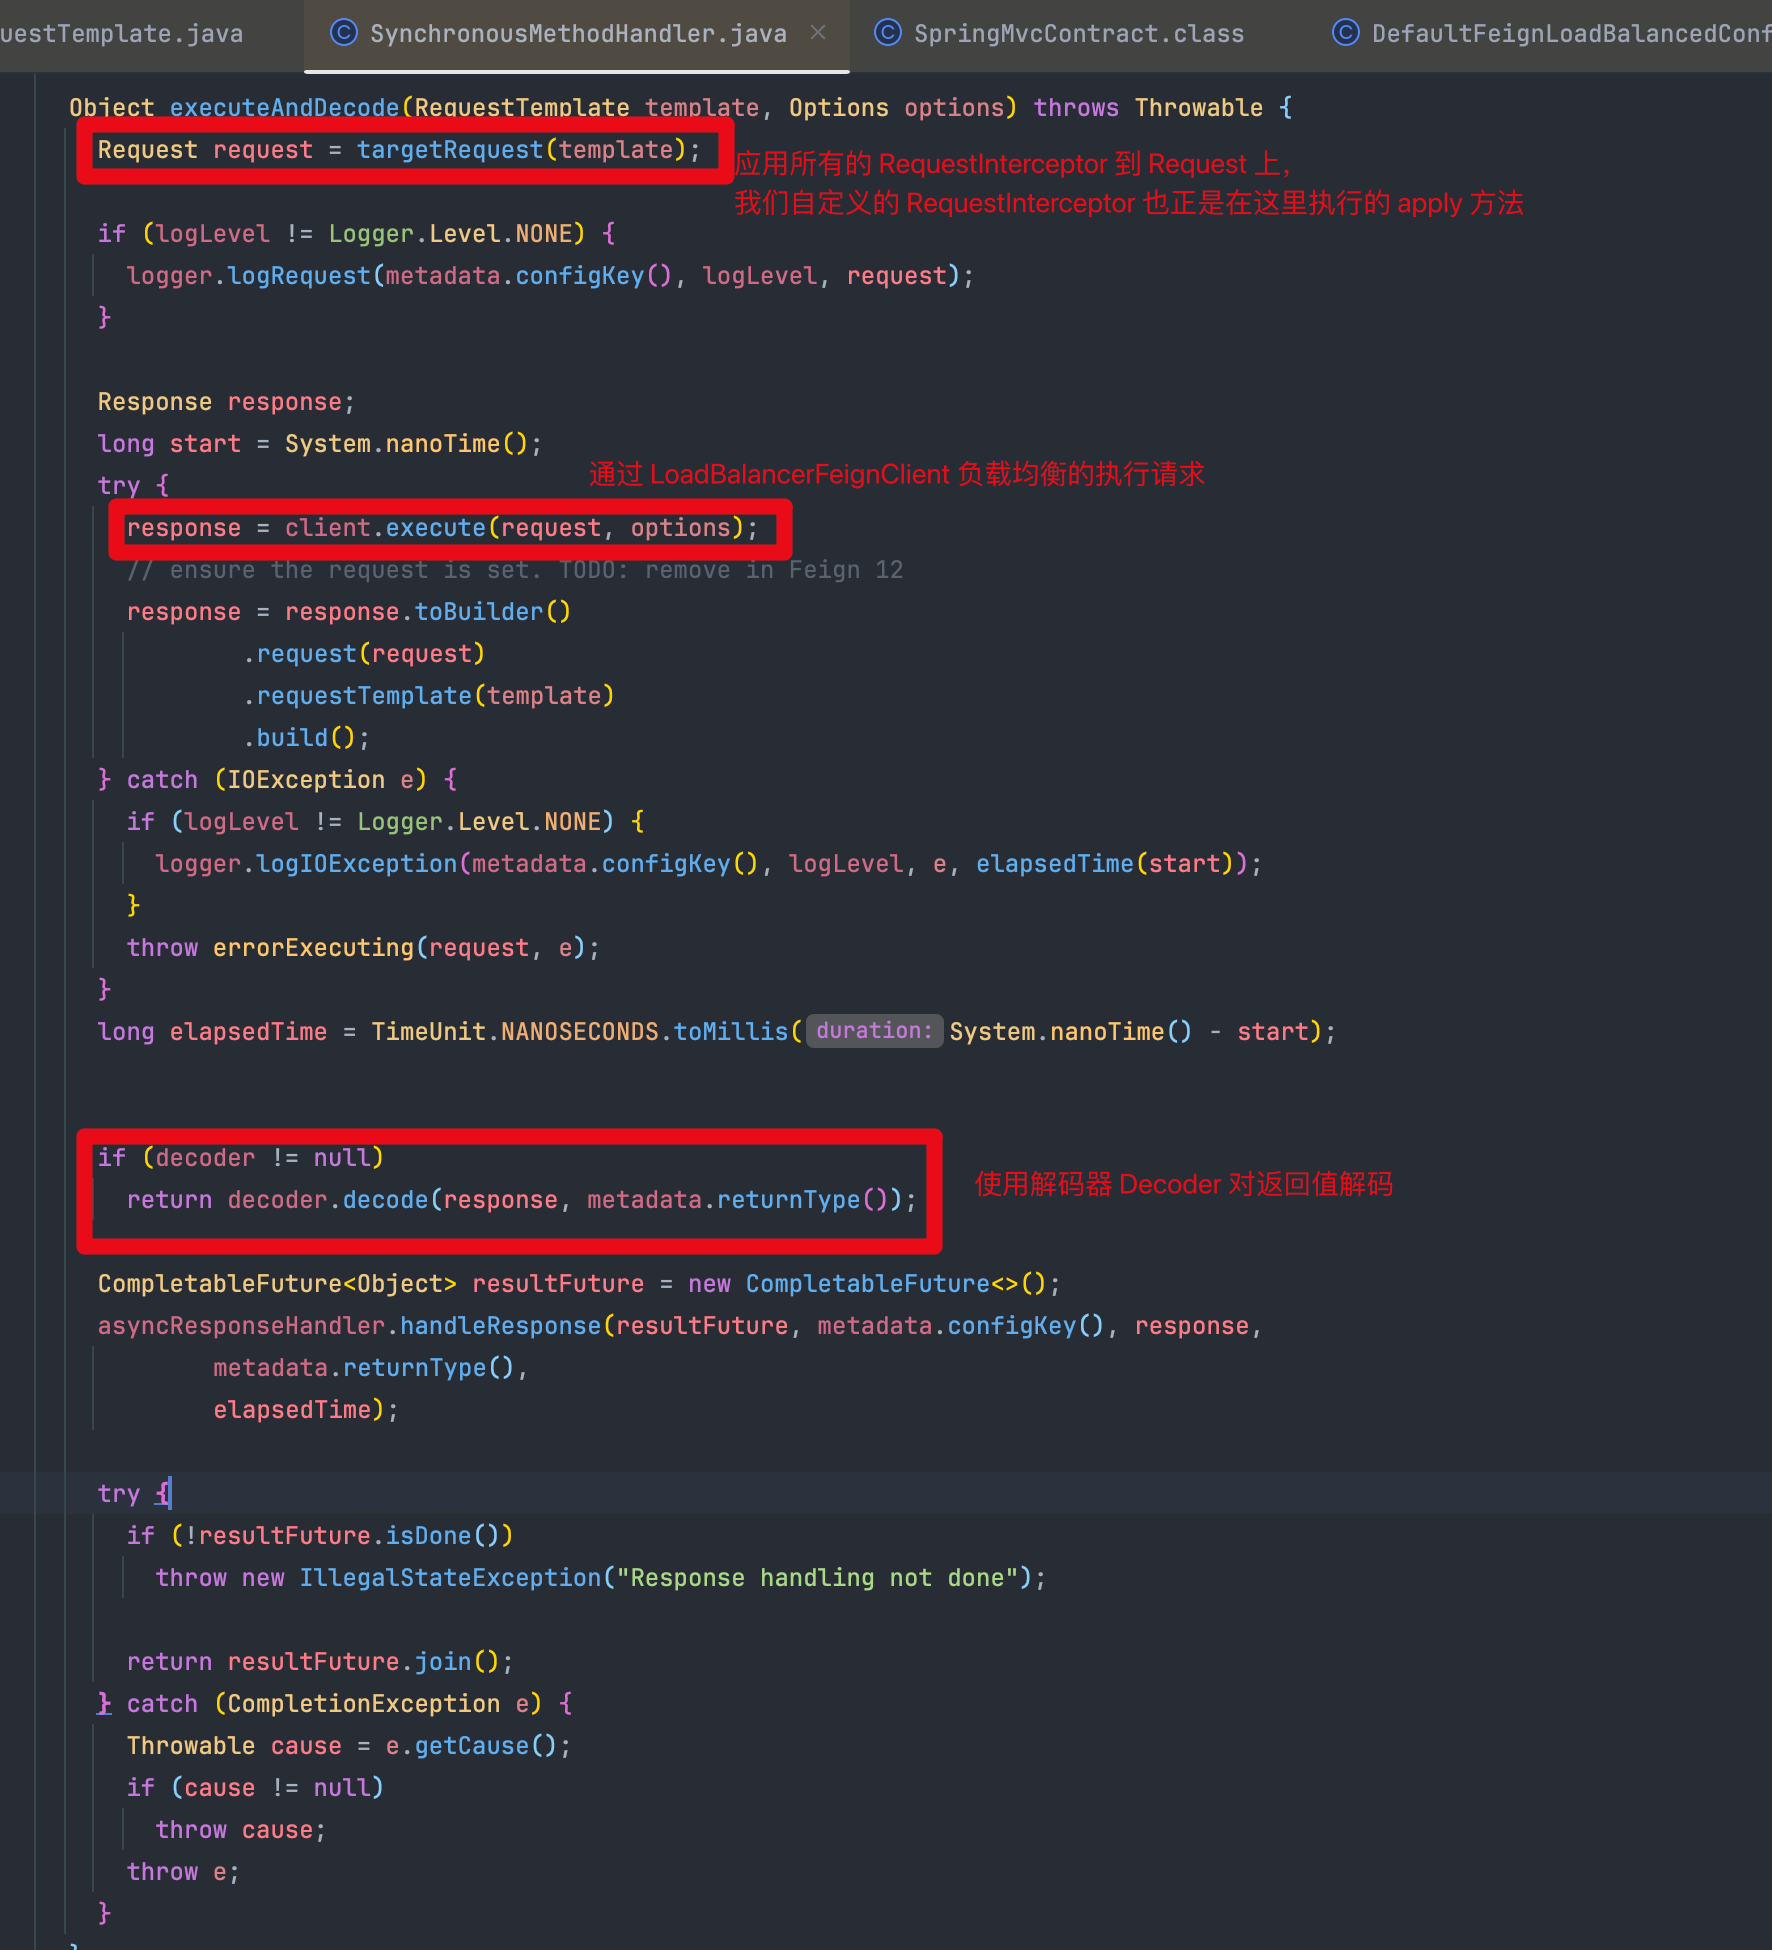 uestTemplate.java SynchronousMethodHandler.java SpringMvcContract.class DefaultFeignLoadBalancedConf
Object executeAndDecode(RequestTemplate template, Options options) throws Throwable {
Request request = targetRequest(template);
应用所有的 RequestInterceptor 到 Request 上，
我们自定义的 RequestInterceptor 也正是在这里执行的 apply 方法
if (logLevel != Logger.Level.NONE) {
logger.logRequest(metadata.configKey(), logLevel, request);
}
Response response;
long start = System.nanoTime();
通过 LoadBalancerFeignClient 负载均衡的执行请求
try {
response = client.execute(request, options);
// ensure the request is set. TODO: remove in Feign 12
response = response.toBuilder()
.request(request)
.requestTemplate(template)
.build();
} catch (IOException e) {
if (logLevel != Logger.Level.NONE) {
logger.logIOException(metadata.configKey(), logLevel, e, elapsedTime(start));
}
throw errorExecuting(request, e);
}
long elapsedTime = TimeUnit.NANOSECONDS.toMillis( duration: System.nanoTime() - start);
if (decoder != null)
使用解码器 Decoder 对返回值解码
return decoder.decode(response, metadata.returnType());
CompletableFuture<Object> resultFuture = new CompletableFuture<>();
asyncResponseHandler.handleResponse(resultFuture, metadata.configKey(), response,
metadata.returnType(),
elapsedTime);
try {
if (!resultFuture.isDone())
throw new IllegalStateException("Response handling not done");
return resultFuture.join();
} catch (CompletionException e) {
Throwable cause = e.getCause();
if (cause != null)
throw cause;
throw e;
}
}